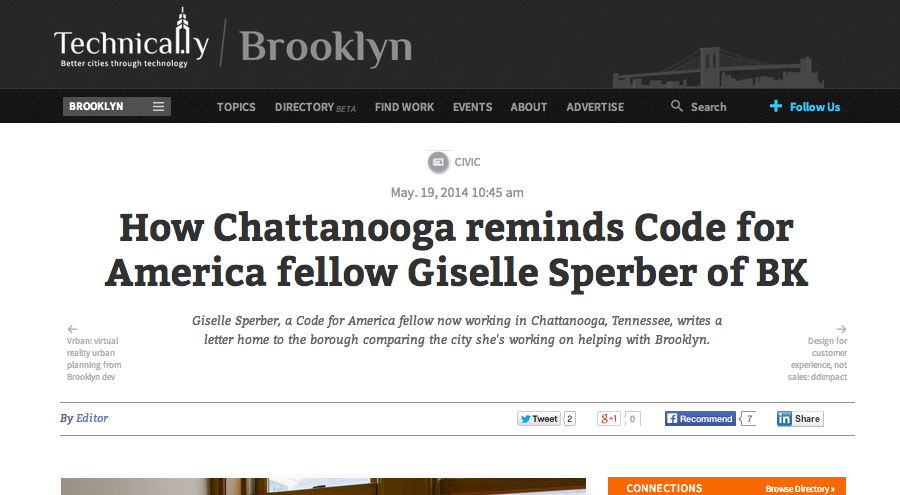 Technically Brooklyn
Better cities through technology
BROOKLYN TOPICS DIRECTORY BETA FIND WORK EVENTS ABOUT ADVERTISE Search + Follow Us
CIVIC
May. 19, 2014 10:45 am
How Chattanooga reminds Code for
America fellow Giselle Sperber of BK
Giselle Sperber, a Code for America fellow now working in Chattanooga, Tennessee, writes a
letter home to the borough comparing the city she's working on helping with Brooklyn.
←
Vrban: virtual
reality urban
planning from
Brooklyn dev
→
Design for
customer
experience, not
sales: ddimpact
By Editor
Tweet 2 g+1 0 Recommend 7 in Share
CONNECTIONS Browse Directory »